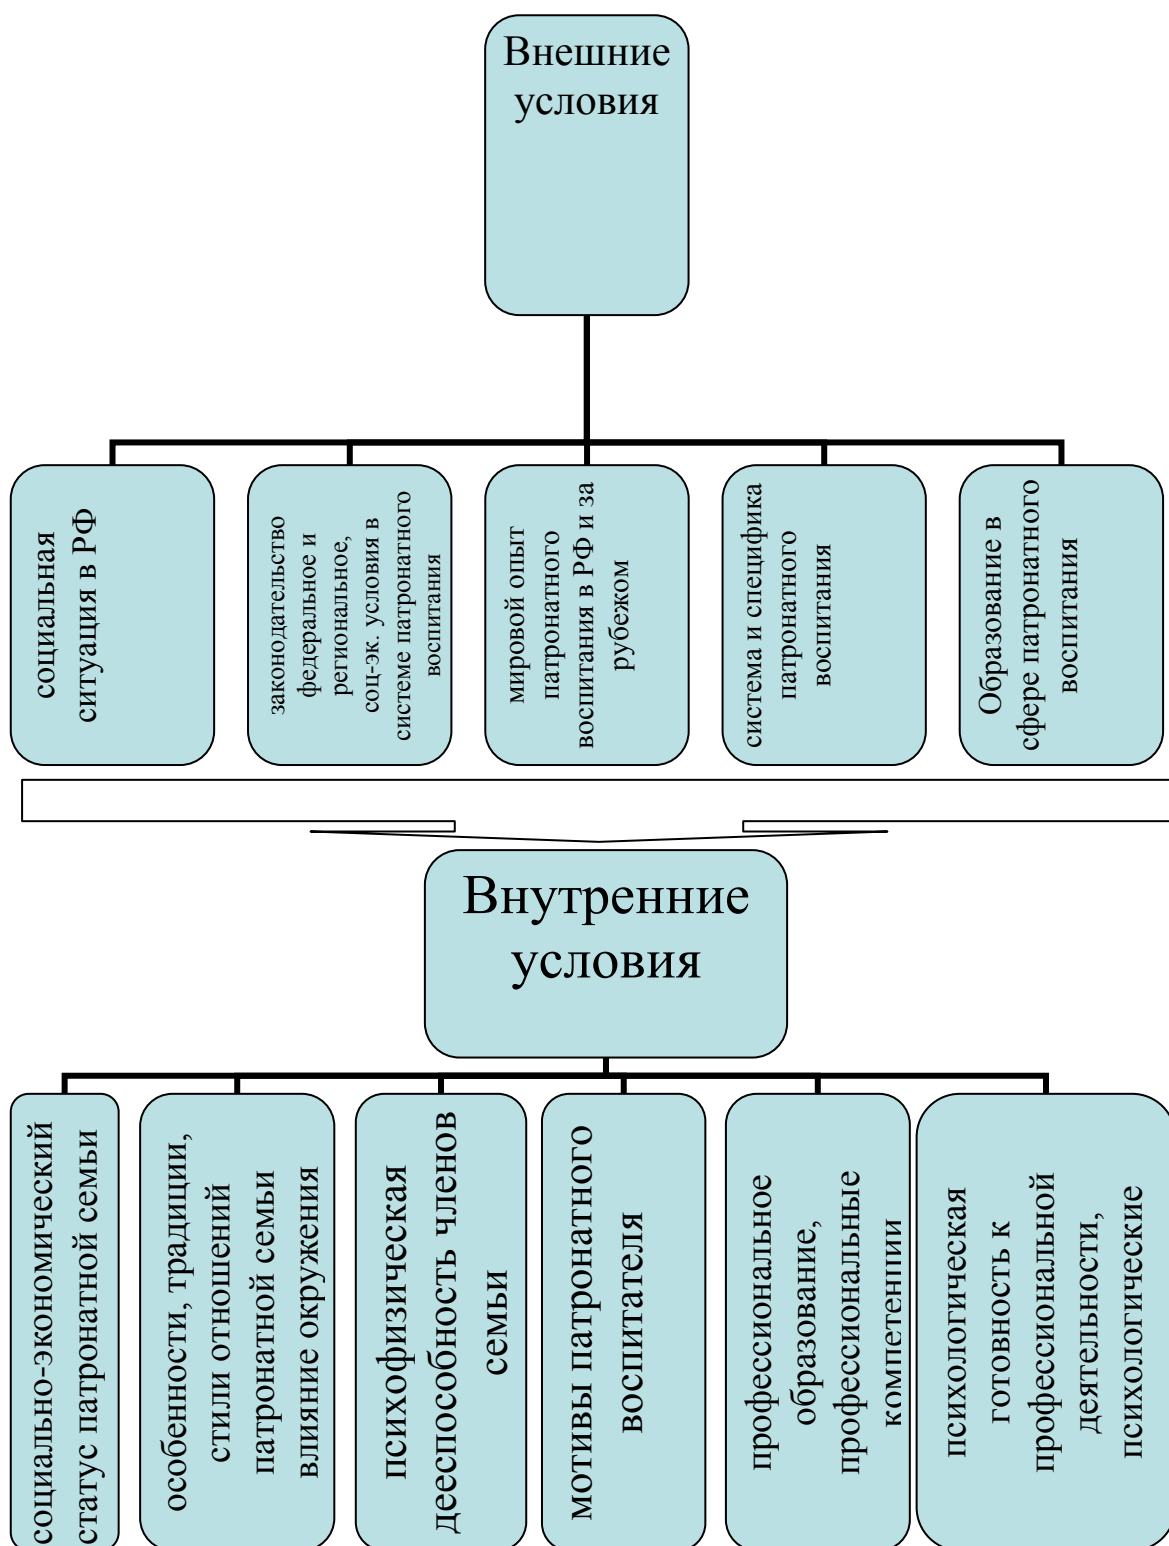 Внешние
условия
социальная
ситуация в РФ
законодательство
федеральное и
региональное,
соц-эк. условия в
системе патронатного
воспитания
мировой опыт
патронатного
воспитания в РФ и за
рубежом
система и специфика
патронатного
воспитания
Образование в
сфере патронатного
воспитания
Внутренние
условия
социально-экономический
статус патронатной семьи
особенности, традиции,
стили отношений
патронатной семьи
влияние окружения
психофизическая
дееспособность членов
семьи
мотивы патронатного
воспитателя
профессиональное
образование,
профессиональные
компетенции
психологическая
готовность к
профессиональной
деятельности,
психологические